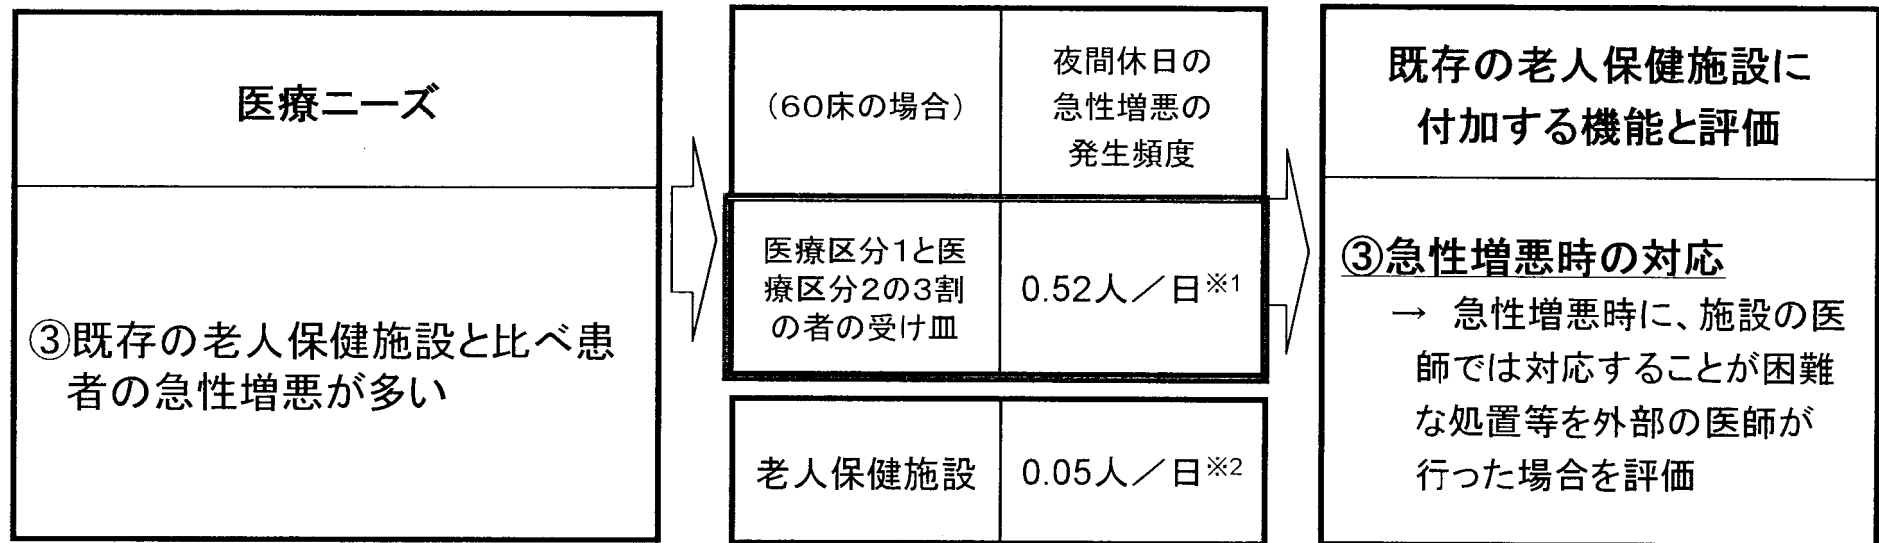 医療ニーズ
③既存の老人保健施設と比べ患
者の急性増悪が多い
(60床の場合)
夜間休日の
急性増悪の
発生頻度
医療区分1と医
療区分2の3割
の者の受け皿
0.52人／日※1
老人保健施設
0.05人／日※2
既存の老人保健施設に
付加する機能と評価
③急性増悪時の対応
→ 急性増悪時に、施設の医
師では対応することが困難
な処置等を外部の医師が
行った場合を評価